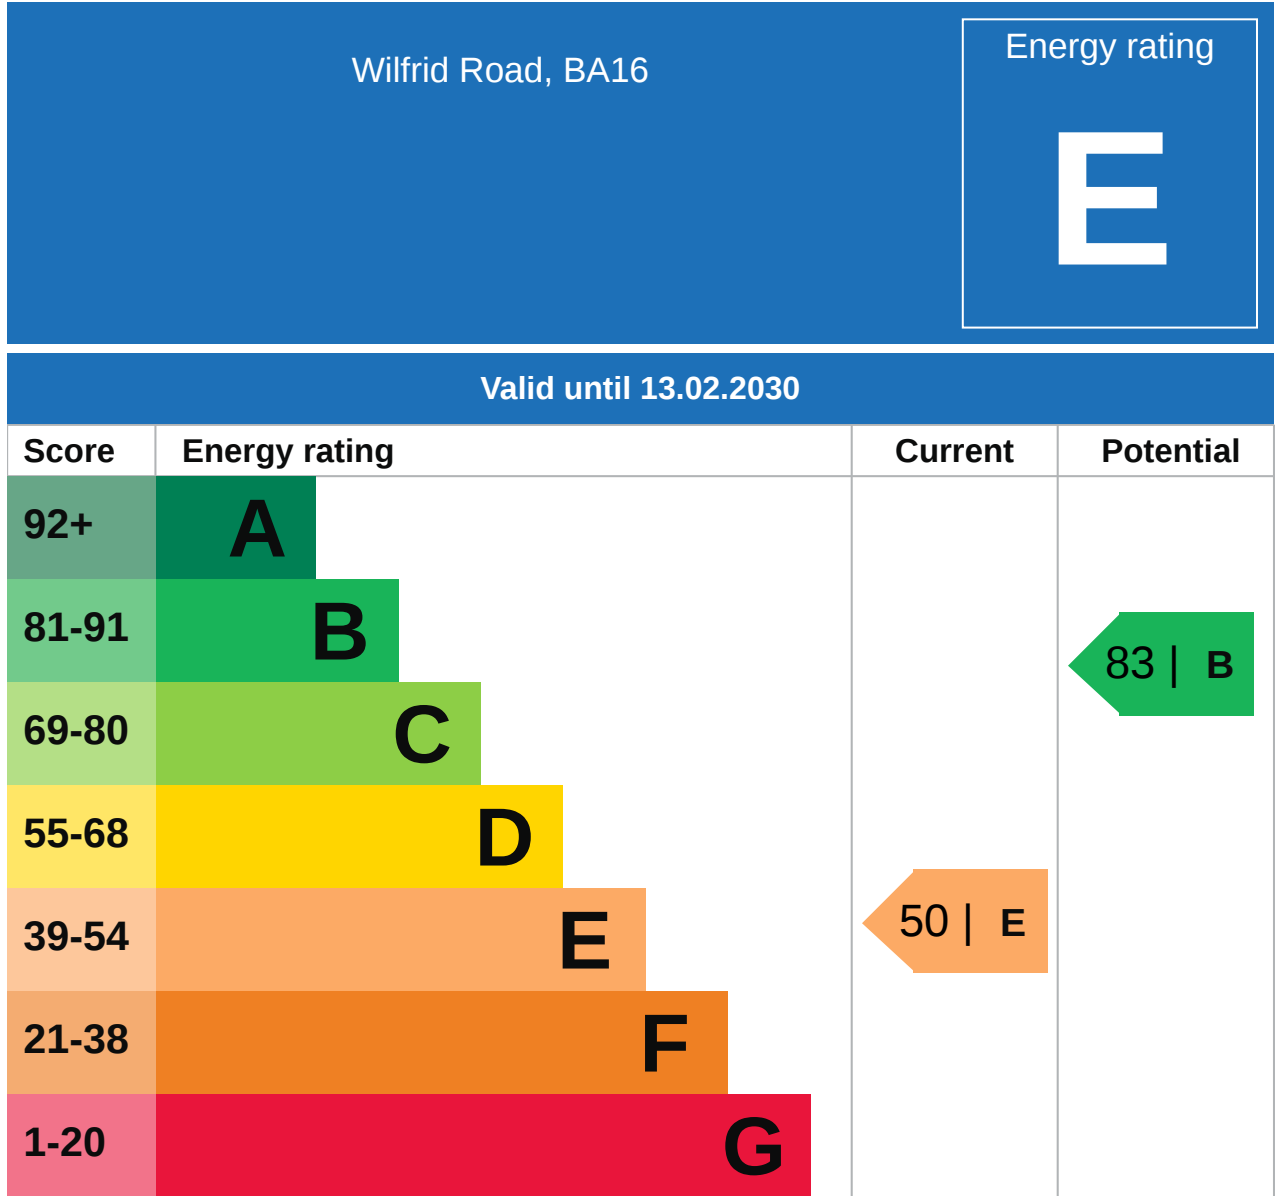 Wilfrid Road, BA16
Energy rating
E
Valid until 13.02.2030
Score Energy rating Current Potential
92+ A
81-91 B
83 | B
69-80 C
55-68 D
39-54 E
50 | E
21-38 F
1-20 G